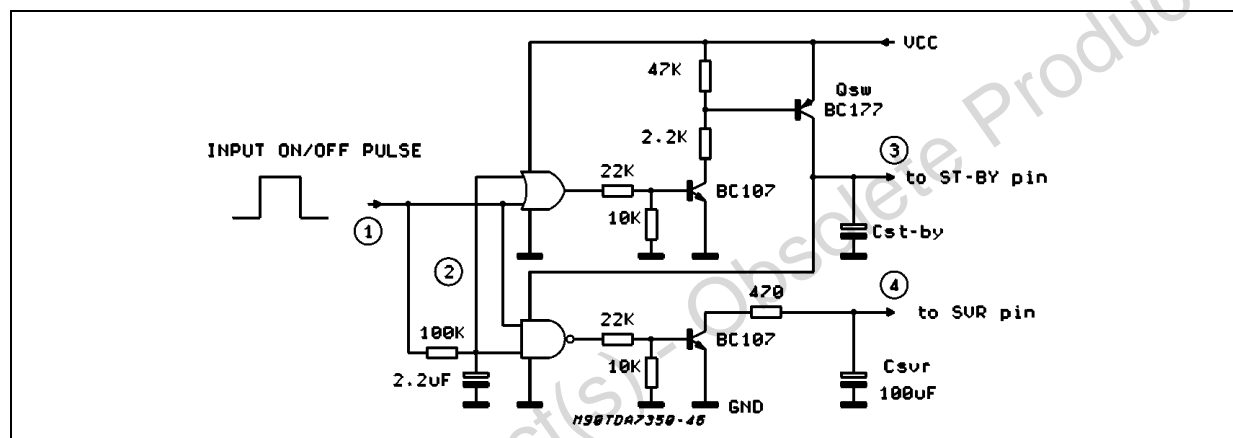 VCC
47K
Qsw
BC177
2.2K
INPUT ON/OFF PULSE
3
to ST-BY pin
22K
BC107
10K
1
Cst-by
2
4
470
to SVR pin
100K
22K
BC107
10K
2.2uF
Csvr
100uF
GND
M90TDA7350-46
t(s) - Obsolete Produc